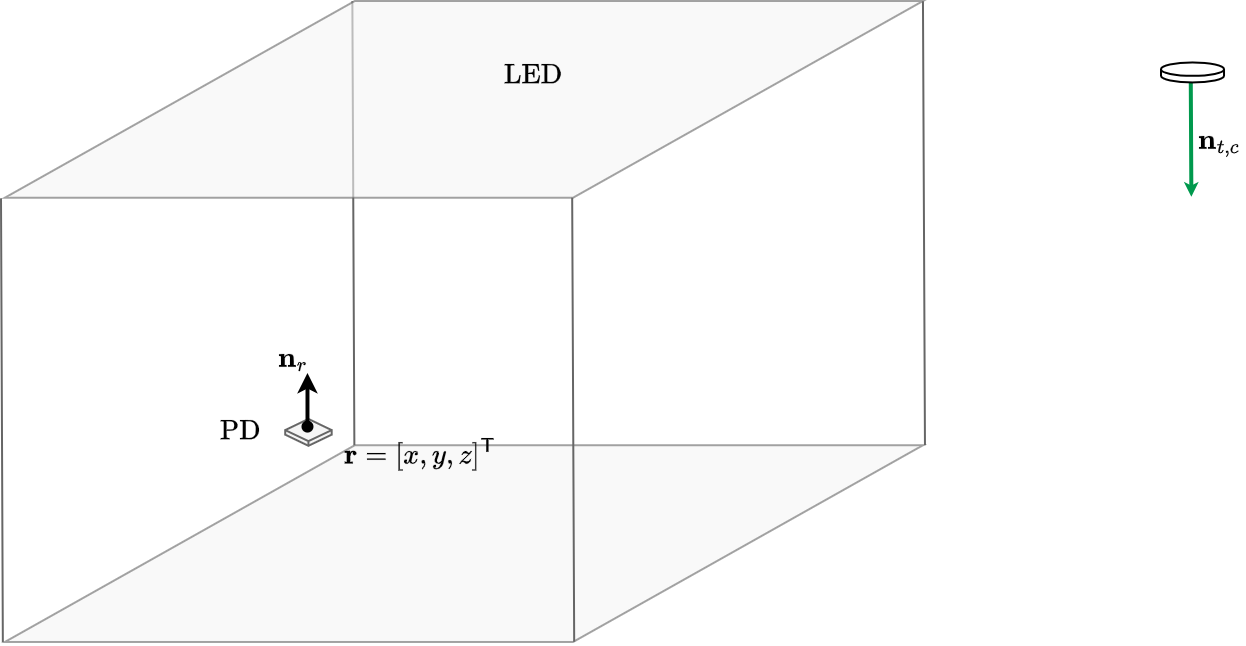 LED
n_{t,c}
n_r
PD
r = [x, y, z]^T